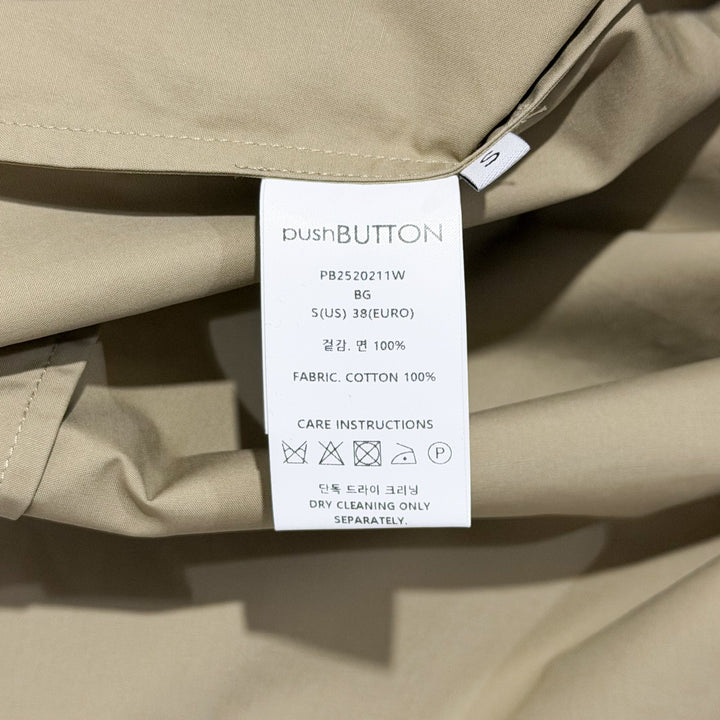 S
pushBUTTON
PB2520211W
BG
S(US) 38(EURO)
겉감. 면 100%
FABRIC. COTTON 100%
CARE INSTRUCTIONS
P
단독 드라이 크리닝
DRY CLEANING ONLY
SEPARATELY.